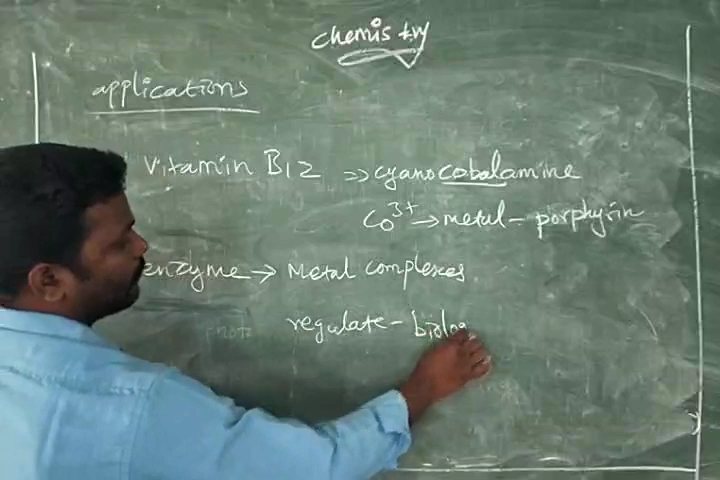 chemistry
applications
Vitamin B12 => cyanocobalamine
Co3+ → metal - porphyrin
enzyme → Metal complexes
regulate - biolog